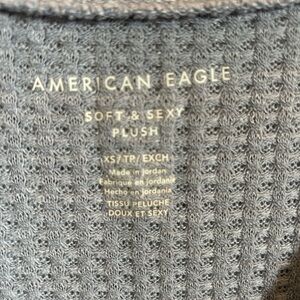 AMERICAN EAGLE
SOFT & SEXY
PLUSH
XS/TP/EXCH
Made in Jordan
Fabriqué en Jordanie
Hecho en Jordania
TISSU PELUCHE
DOUX ET SEXY